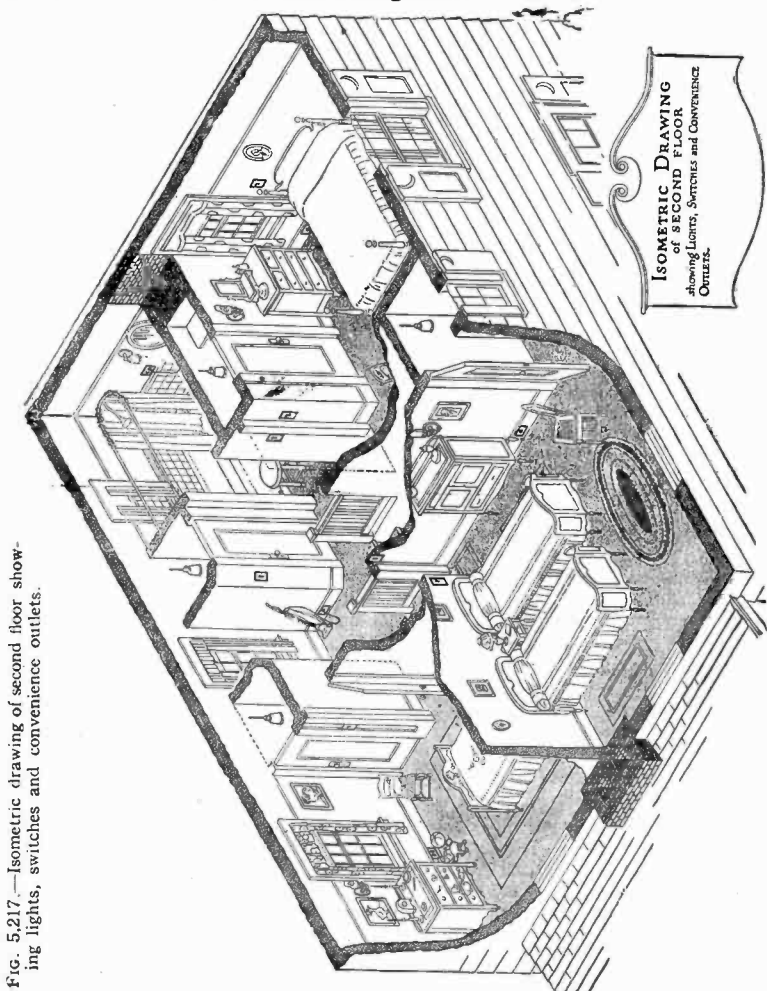 FIG. 5,217.—Isometric drawing of second floor show-
ing lights, switches and convenience outlets.
ISOMETRIC DRAWING
of SECOND FLOOR
showing LIGHTS, SWITCHES and CONVENIENCE
OUTLETS.